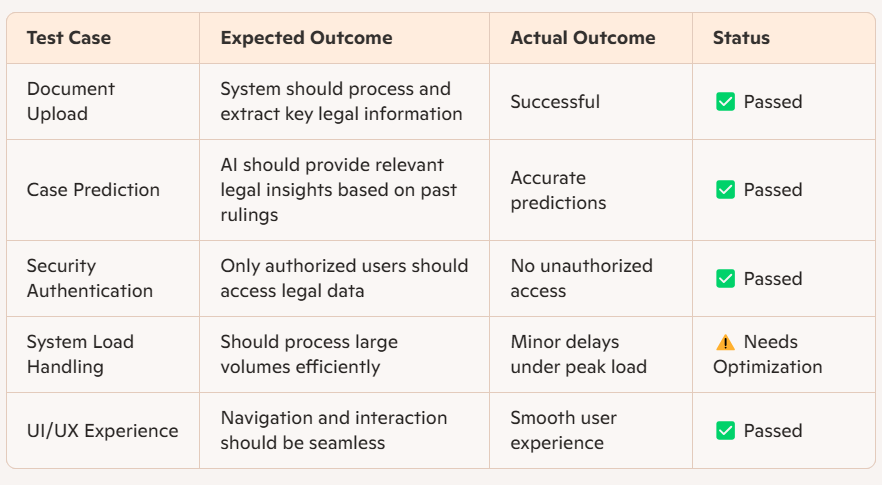 Test Case
Expected Outcome
Actual Outcome
Status
Document
Upload
System should process and
extract key legal information
Successful
✅ Passed
Case Prediction
AI should provide relevant
legal insights based on past
rulings
Accurate
predictions
✅ Passed
Security
Authentication
Only authorized users should
access legal data
No unauthorized
access
✅ Passed
System Load
Handling
Should process large
volumes efficiently
Minor delays
under peak load
⚠️ Needs
Optimization
UI/UX Experience
Navigation and interaction
should be seamless
Smooth user
experience
✅ Passed